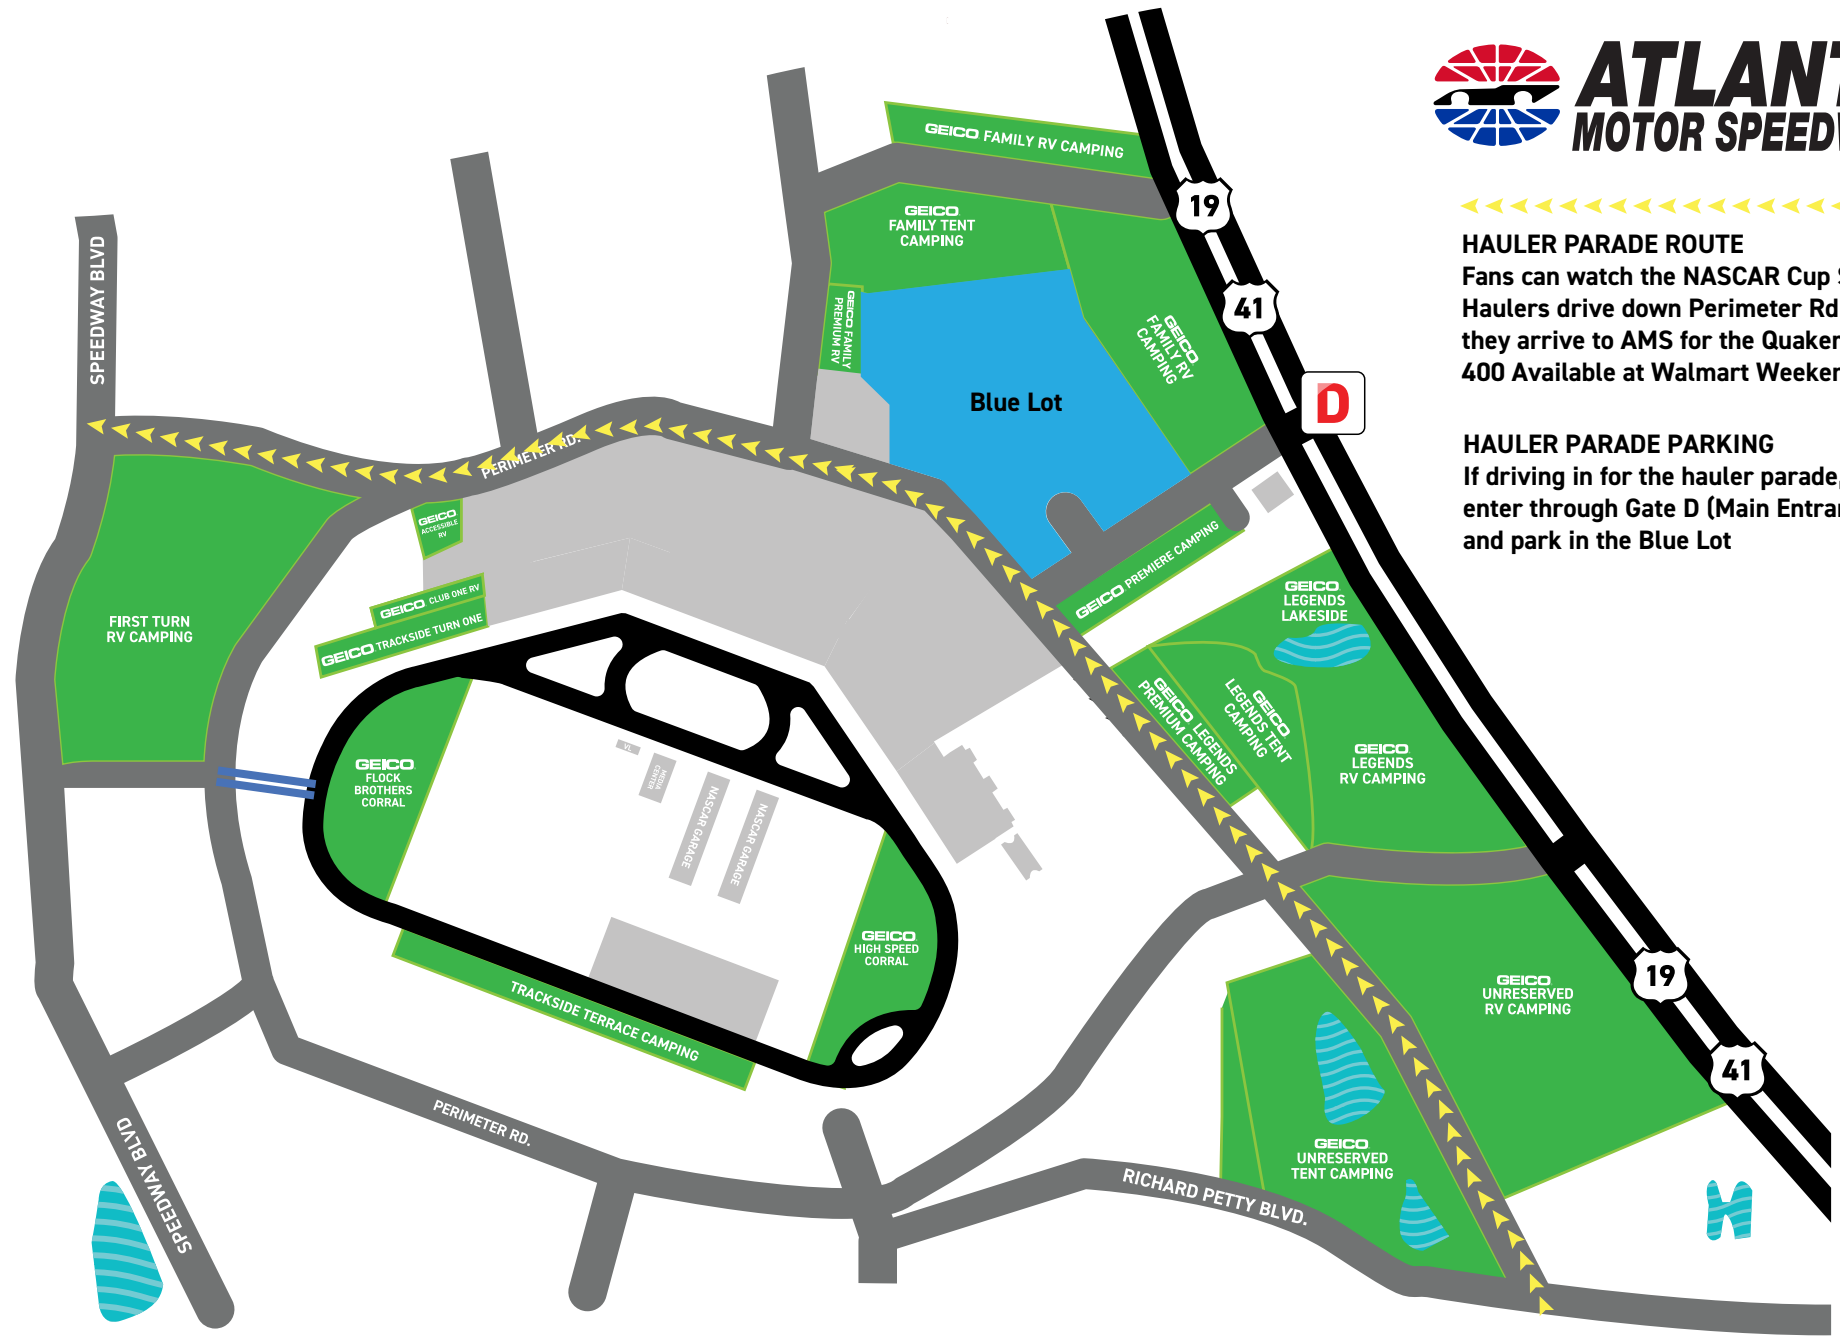 ATLANT
MOTOR SPEEDW
HAULER PARADE ROUTE
Fans can watch the NASCAR Cup S
Haulers drive down Perimeter Rd
they arrive to AMS for the Quaker
400 Available at Walmart Weeken
HAULER PARADE PARKING
If driving in for the hauler parade,
enter through Gate D (Main Entran
and park in the Blue Lot
GEICO FAMILY RV CAMPING
19
41
D
GEICO
FAMILY TENT
CAMPING
GEICO FAMILY
PREMIUM RV
GEICO
FAMILY RV
CAMPING
Blue Lot
SPEEDWAY BLVD
PERIMETER RD.
GEICO
ACCESSIBLE
RV
GEICO CLUB ONE RV
GEICO TRACKSIDE TURN ONE
GEICO PREMIERE CAMPING
FIRST TURN
RV CAMPING
GEICO
LEGENDS
LAKESIDE
GEICO LEGENDS
PREMIUM CAMPING
GEICO
LEGENDS TENT
CAMPING
GEICO
LEGENDS
RV CAMPING
GEICO
FLOCK
BROTHERS
CORRAL
VL
MEDIA
CENTER
NASCAR GARAGE
NASCAR GARAGE
GEICO
HIGH SPEED
CORRAL
TRACKSIDE TERRACE CAMPING
GEICO
UNRESERVED
RV CAMPING
19
41
PERIMETER RD.
SPEEDWAY BLVD
GEICO
UNRESERVED
TENT CAMPING
RICHARD PETTY BLVD.